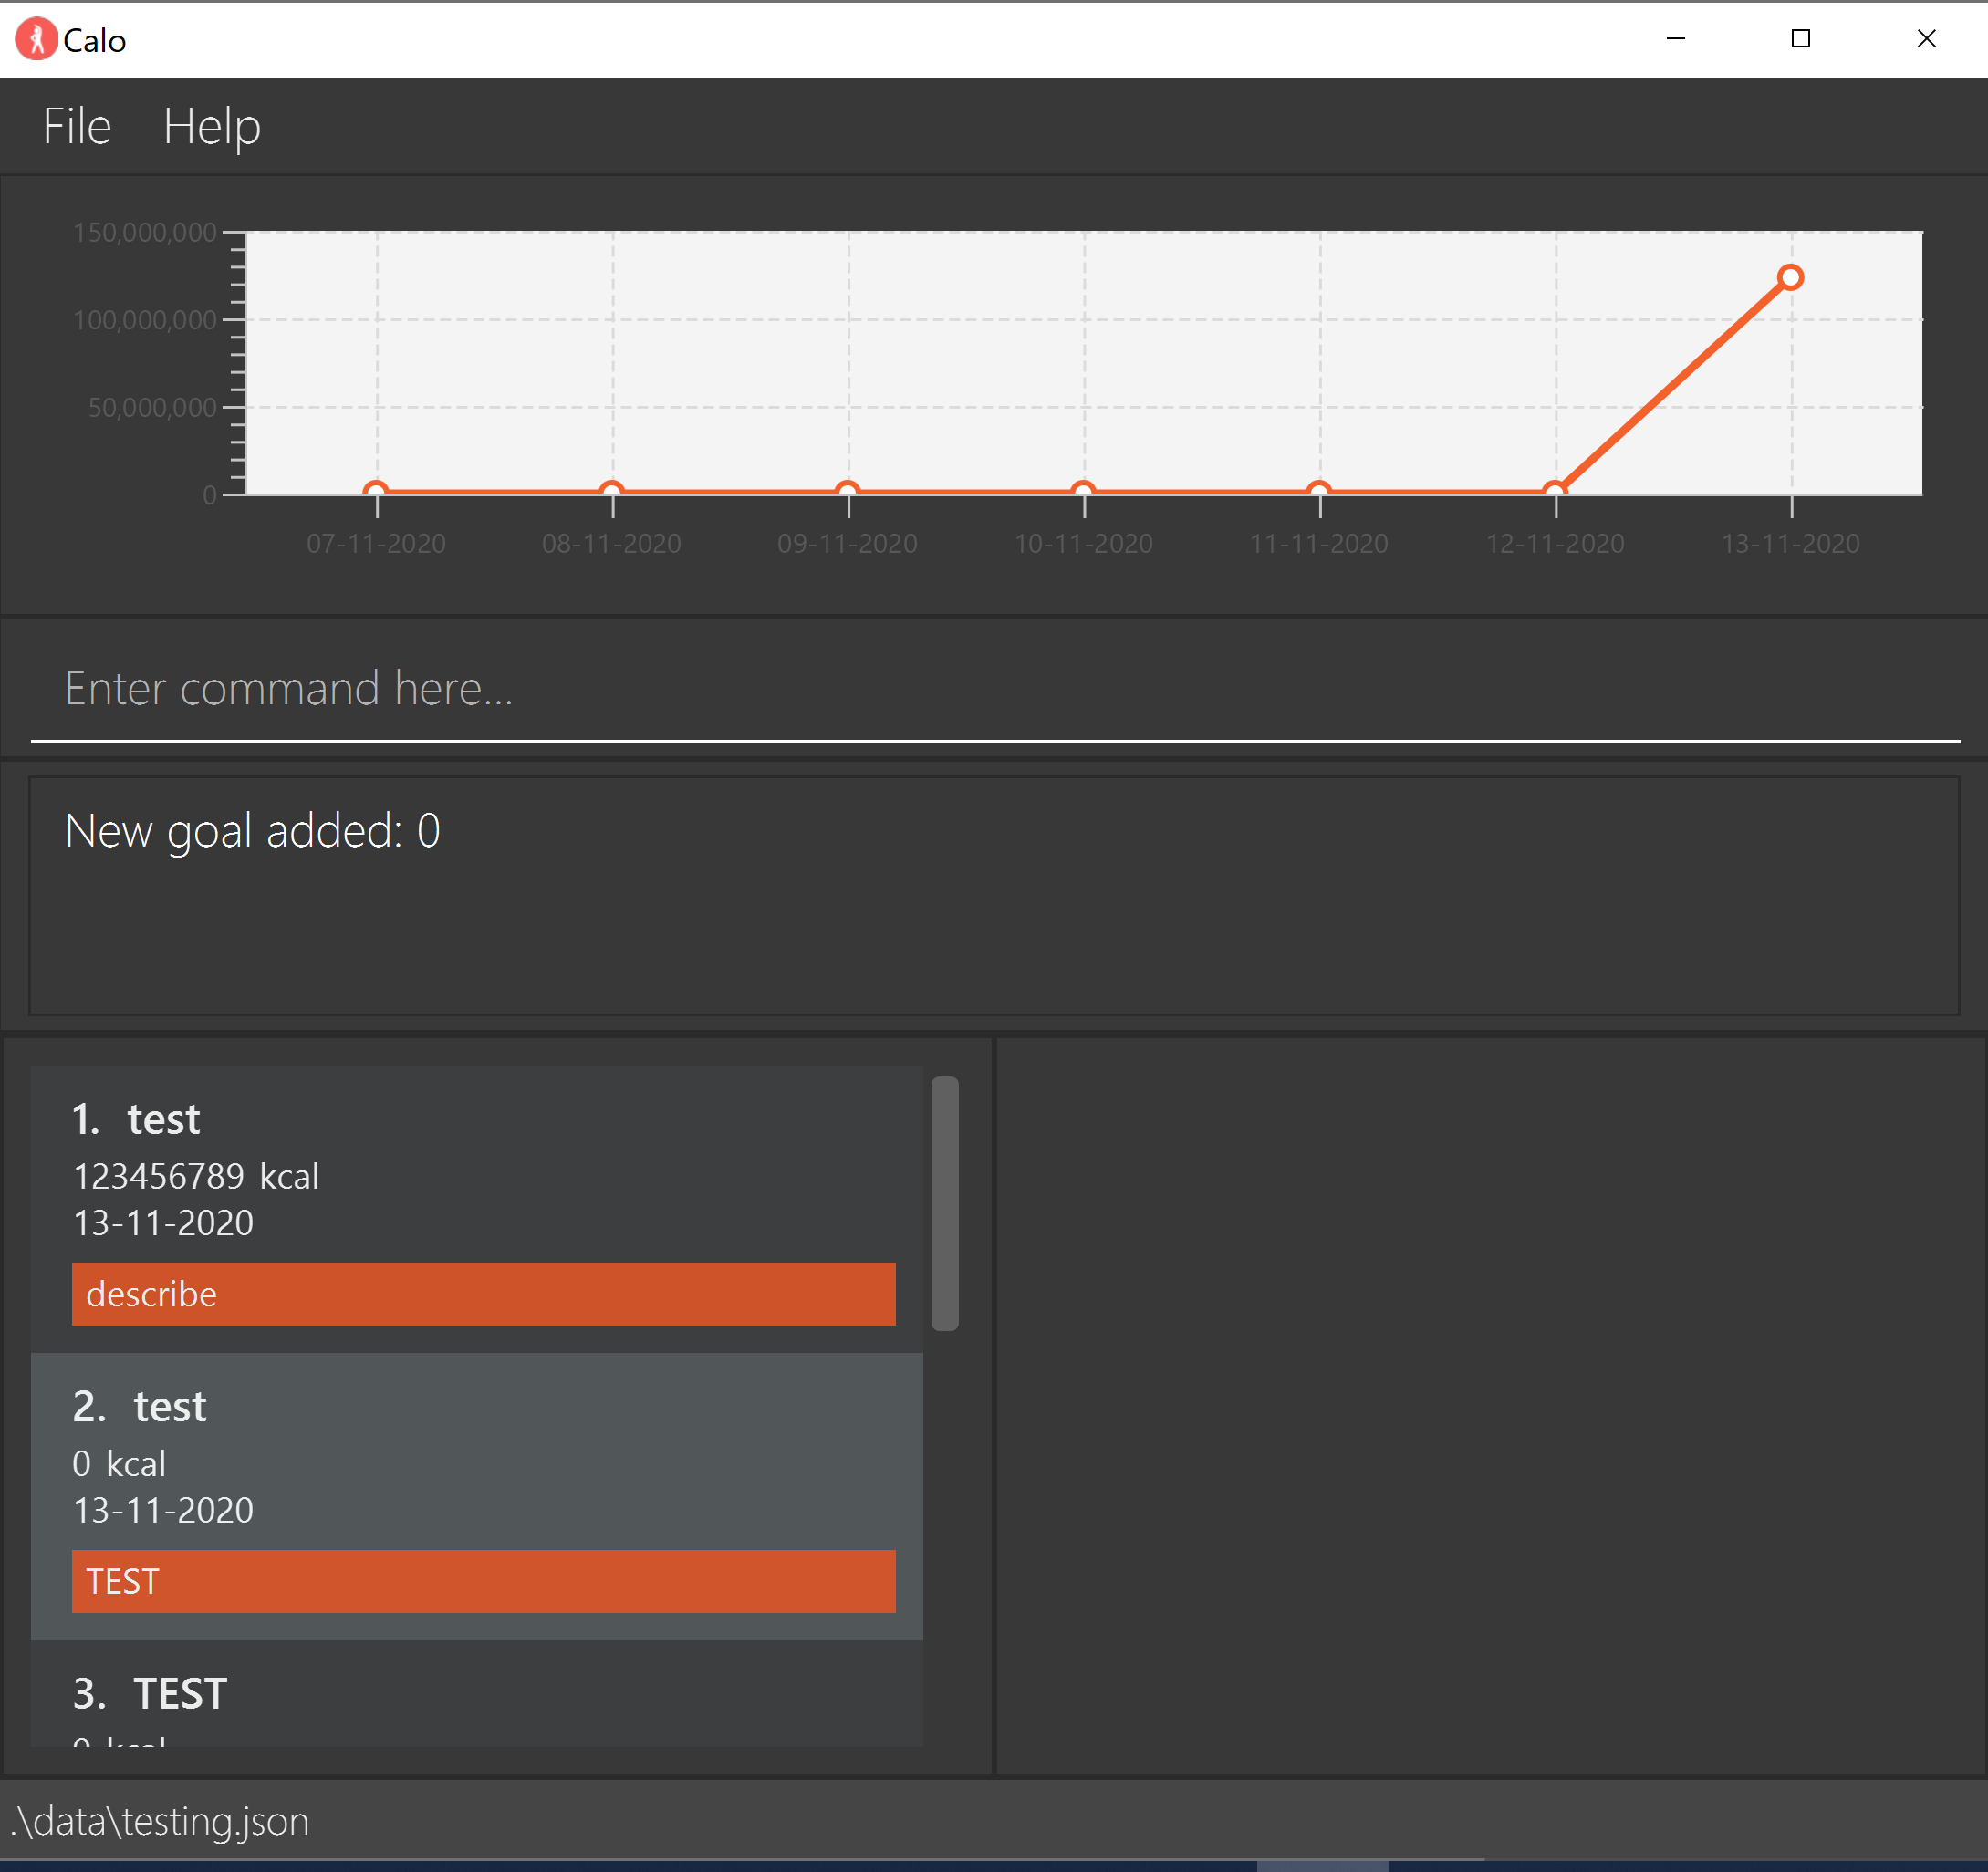 Calo
File Help
150,000,000
100,000,000
50,000,000
0
07-11-2020 08-11-2020 09-11-2020 10-11-2020 11-11-2020 12-11-2020 13-11-2020
Enter command here...
New goal added: 0
1. test
123456789 kcal
13-11-2020
describe
2. test
0 kcal
13-11-2020
TEST
3. TEST
0 kcal
.\data\testing.json